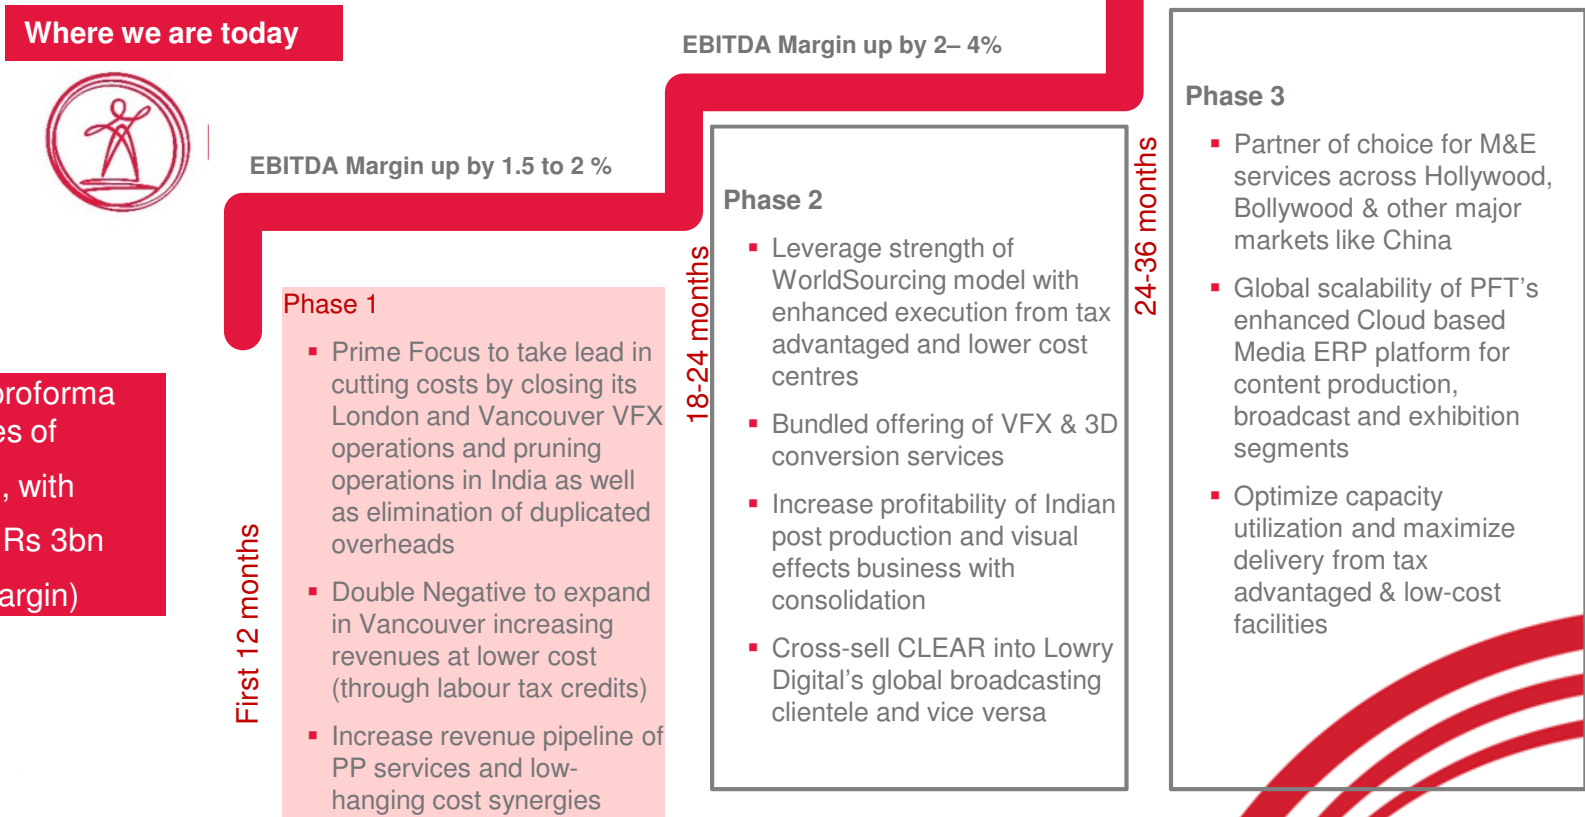 Where we are today
EBITDA Margin up by 1.5 to 2 %
EBITDA Margin up by 2– 4%
proforma
es of
, with
Rs 3bn
argin)
First 12 months
Phase 1
▪ Prime Focus to take lead in
cutting costs by closing its
London and Vancouver VFX
operations and pruning
operations in India as well
as elimination of duplicated
overheads
▪ Double Negative to expand
in Vancouver increasing
revenues at lower cost
(through labour tax credits)
▪ Increase revenue pipeline of
PP services and low-
hanging cost synergies
18-24 months
Phase 2
▪ Leverage strength of
WorldSourcing model with
enhanced execution from tax
advantaged and lower cost
centres
▪ Bundled offering of VFX & 3D
conversion services
▪ Increase profitability of Indian
post production and visual
effects business with
consolidation
▪ Cross-sell CLEAR into Lowry
Digital’s global broadcasting
clientele and vice versa
24-36 months
Phase 3
▪ Partner of choice for M&E
services across Hollywood,
Bollywood & other major
markets like China
▪ Global scalability of PFT’s
enhanced Cloud based
Media ERP platform for
content production,
broadcast and exhibition
segments
▪ Optimize capacity
utilization and maximize
delivery from tax
advantaged & low-cost
facilities